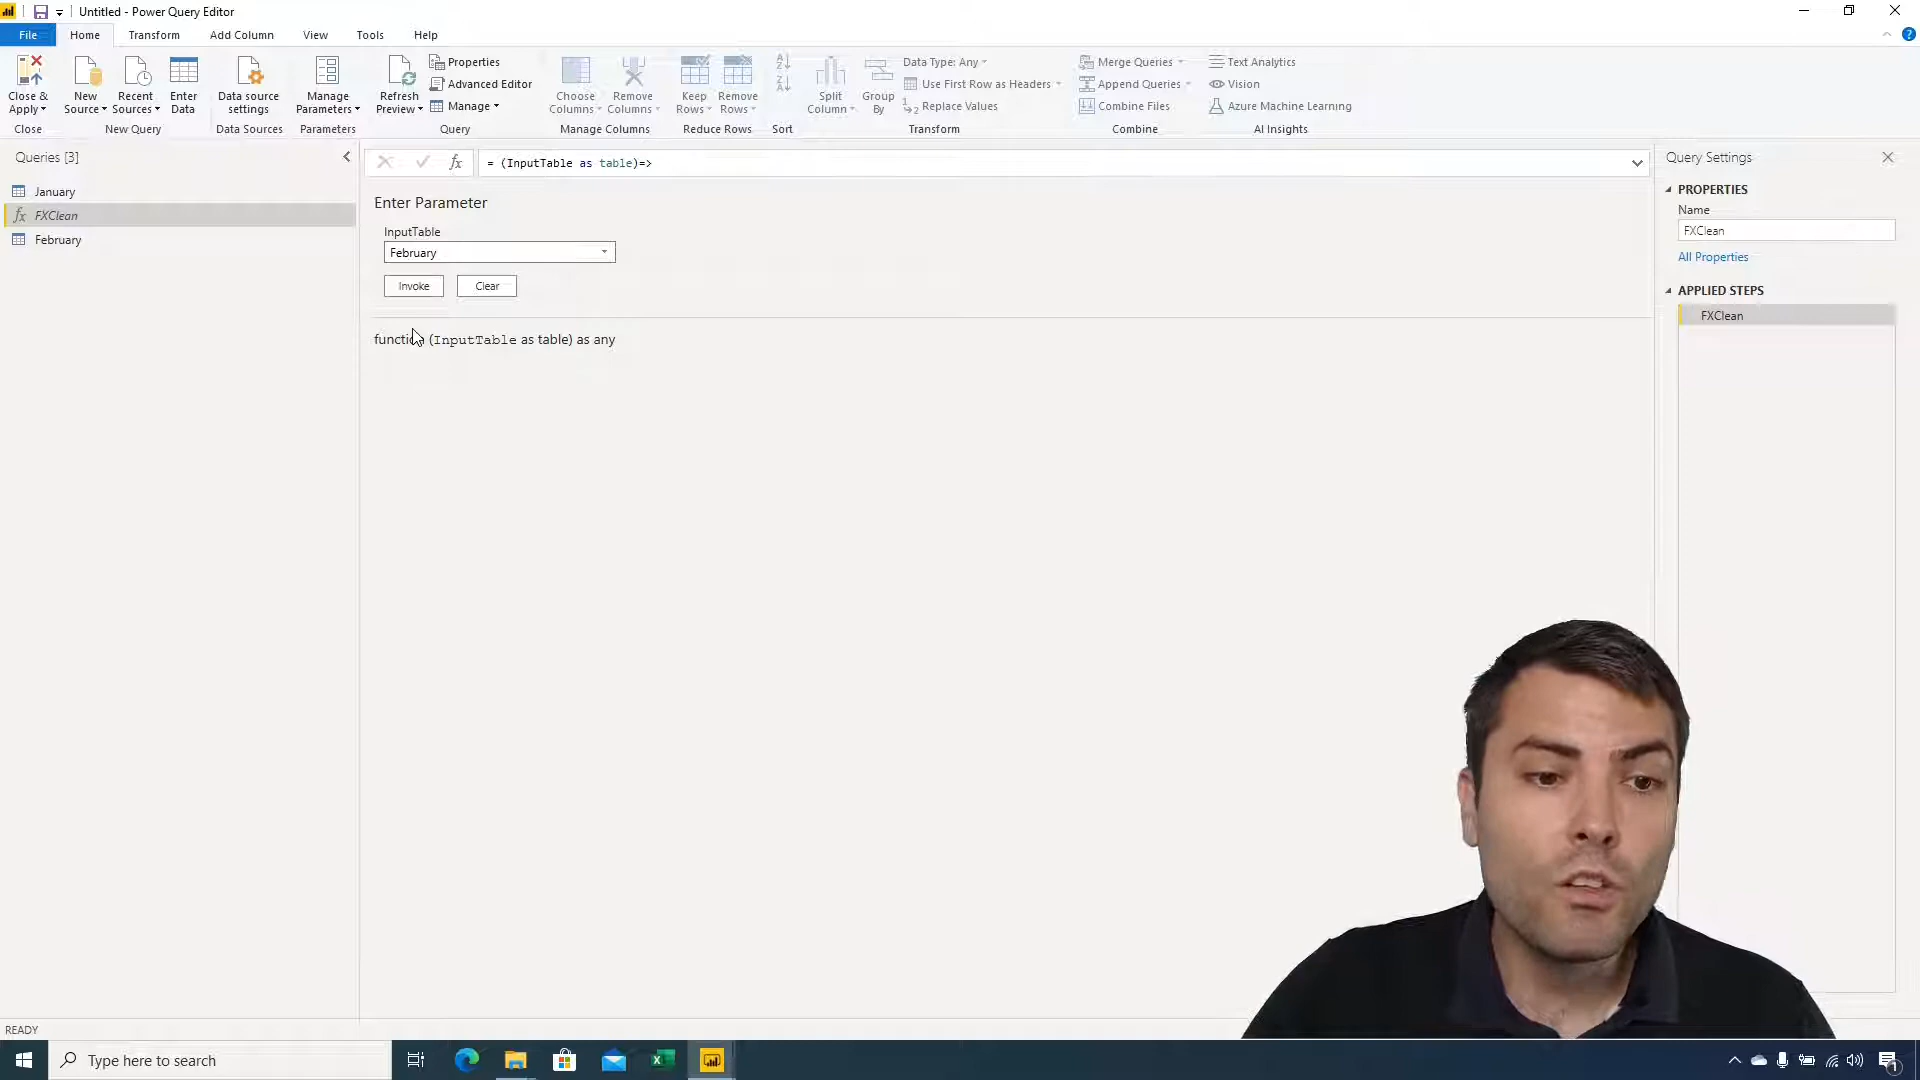 Untitled - Power Query Editor
File Home Transform Add Column View Tools Help
Close & Apply
New Source
Recent Sources
Enter Data
Data source settings
Manage Parameters
Refresh Preview
Properties
Advanced Editor
Manage
Choose Columns
Remove Columns
Keep Rows
Remove Rows
Split Column
Group By
Data Type: Any
Use First Row as Headers
Replace Values
Merge Queries
Append Queries
Combine Files
Text Analytics
Vision
Azure Machine Learning
Close
New Query
Data Sources
Parameters
Query
Manage Columns
Reduce Rows
Sort
Transform
Combine
AI Insights
Queries [3]
January
FXClean
February
= (InputTable as table)=>
Enter Parameter
InputTable
February
Invoke
Clear
function (InputTable as table) as any
Query Settings
PROPERTIES
Name
FXClean
All Properties
APPLIED STEPS
FXClean
READY
Type here to search